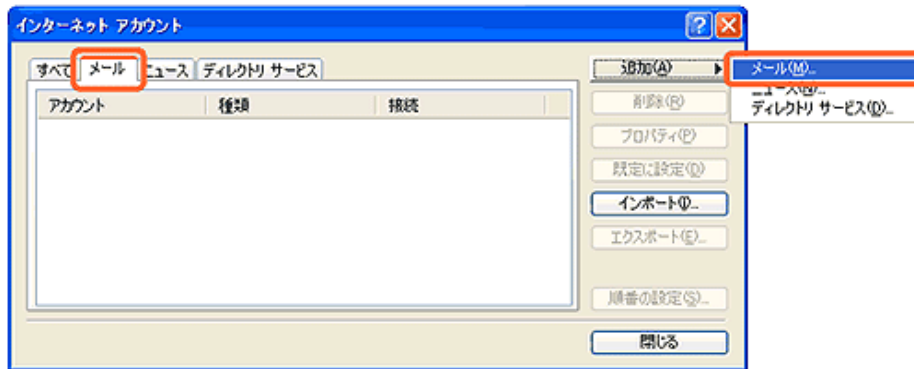 インターネット アカウント
すべて メール ニュース ディレクトリ サービス
アカウント 種類 接続
追加(A)
削除(R)
プロパティ(P)
既定に設定(D)
インポート(I)...
エクスポート(E)...
順番の設定(S)...
閉じる
メール(M)...
ニュース(N)...
ディレクトリ サービス(D)...